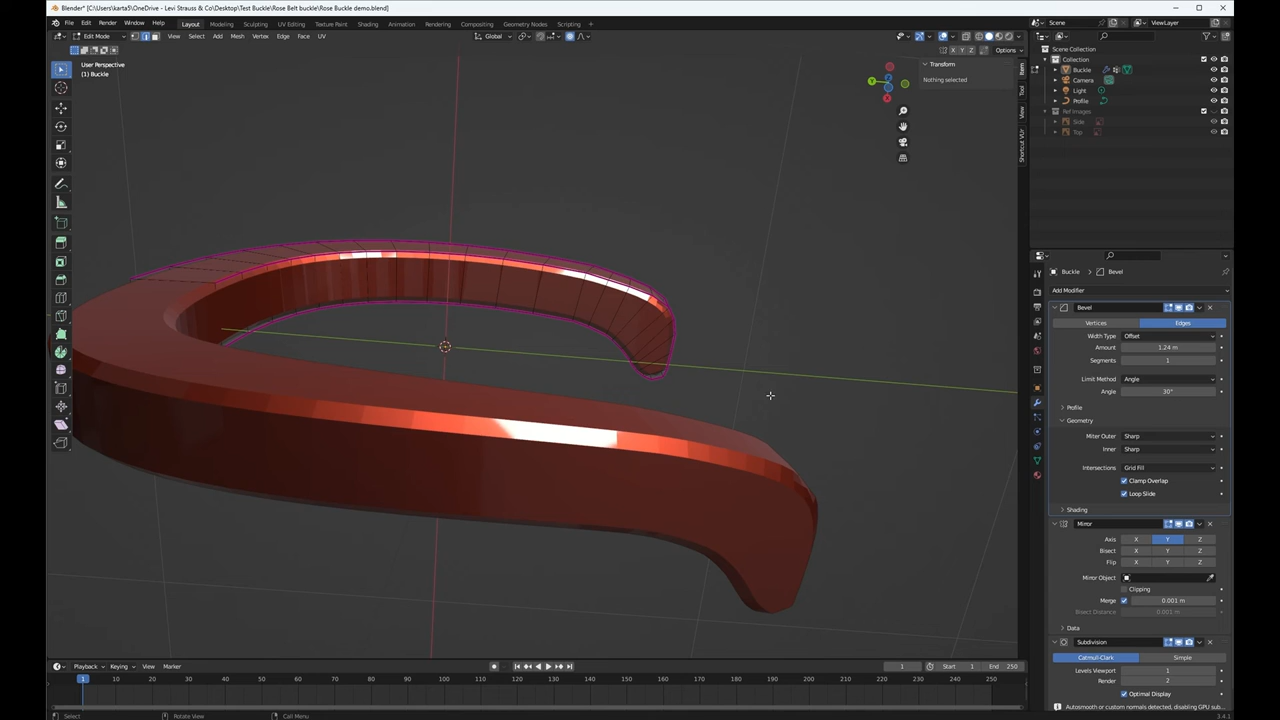 Blender* [C:\Users\karta5\OneDrive - Levi Strauss & Co\Desktop\Test Buckle\Rose Belt buckle\Rose Buckle demo.blend]
File Edit Render Window Help Layout Modeling Sculpting UV Editing Texture Paint Shading Animation Rendering Compositing Geometry Nodes Scripting Scene ViewLayer
Edit Mode View Select Add Mesh Vertex Edge Face UV Global
X Y Z Options
User Perspective
(1) Buckle
Transform
Nothing selected
Item
Tool
View
Shortcut VUr
Y
Z
X
Scene Collection
Collection
Buckle
Camera
Light
Profile
Ref Images
Side
Top
Buckle Bevel
Add Modifier
Bevel
Vertices Edges
Width Type Offset
Amount 1.24 m
Segments 1
Limit Method Angle
Angle 30°
Profile
Geometry
Miter Outer Sharp
Inner Sharp
Intersections Grid Fill
Clamp Overlap
Loop Slide
Mirror
Axis X Y Z
Bisect X Y Z
Flip X Y Z
Mirror Object
Clipping
Merge 0.001 m
Bisect Distance 0.001 m
Data
Subdivision
Catmull-Clark Simple
Levels Viewport 1
Render 2
Optimal Display
Autosmooth or custom normals detected, disabling GPU sub...
Playback Keying View Marker 1 Start 1 End 250
1 10 20 30 40 50 60 70 80 90 100 110 120 130 140 150 160 170 180 190 200 210 220 230 240 250
Select Rotate View Call Menu 3.4.1